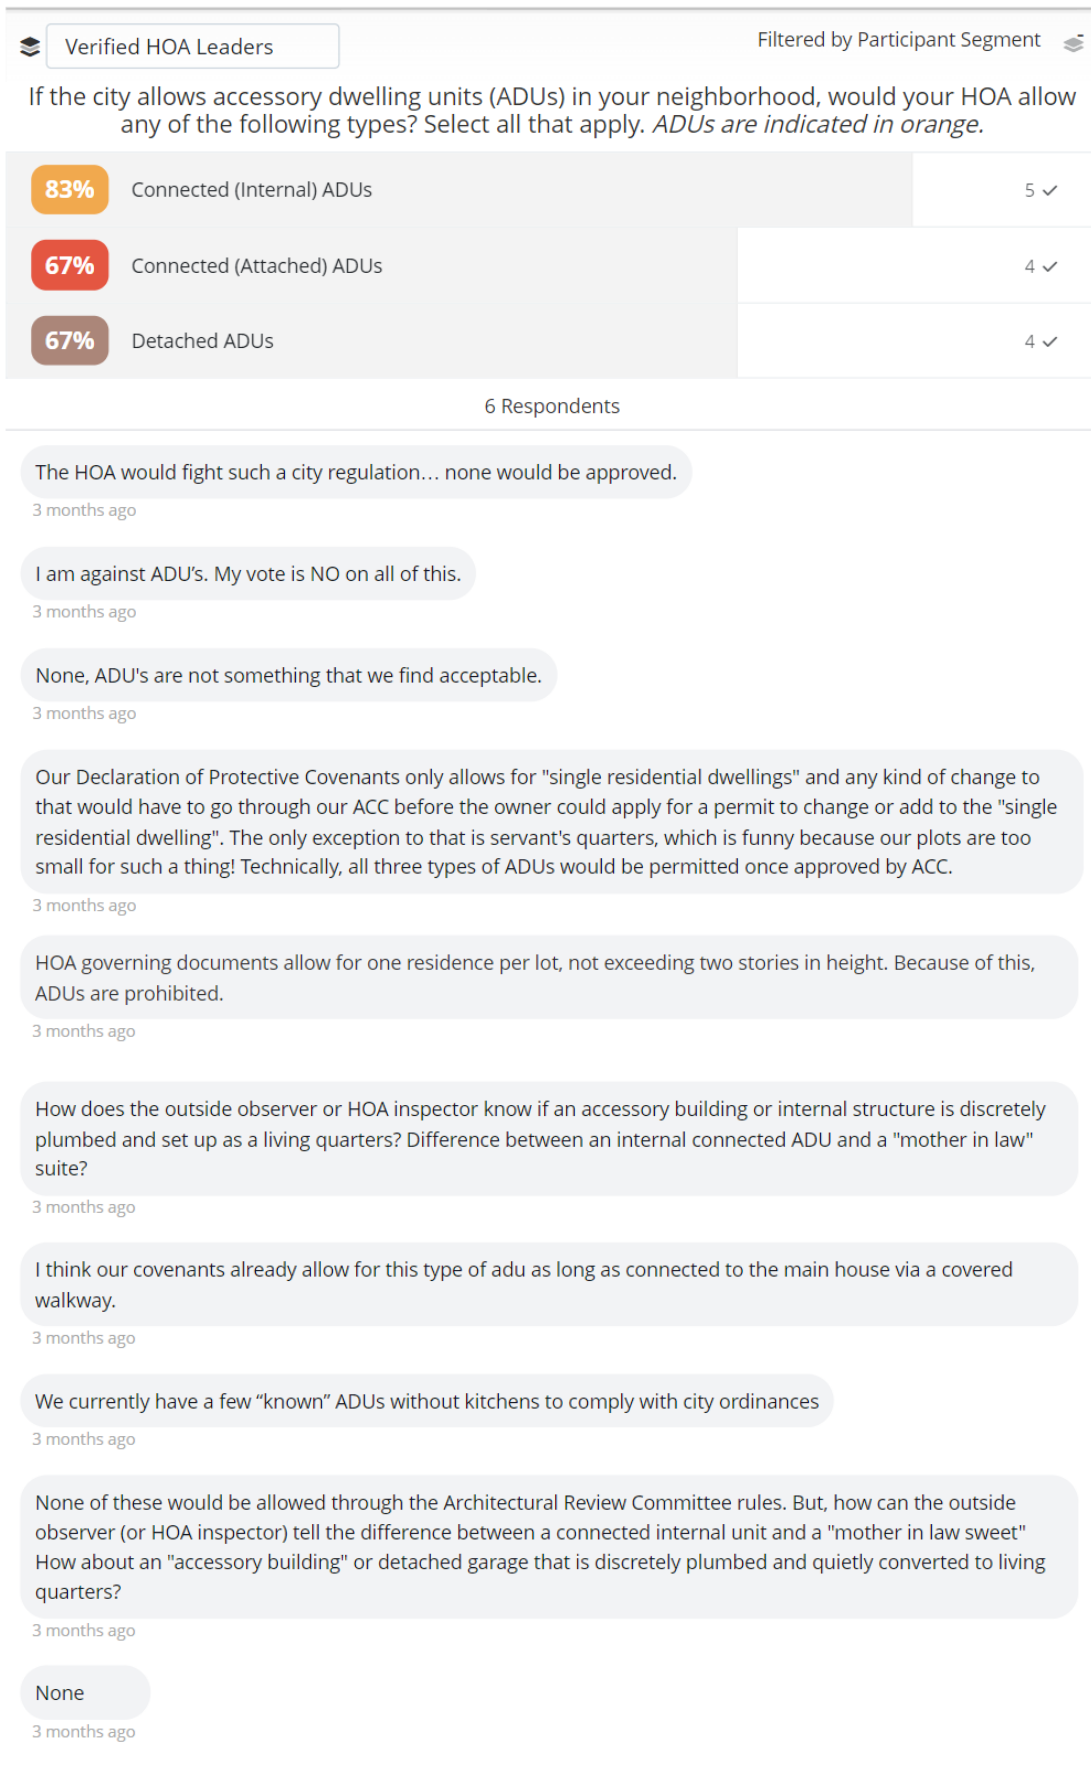 Verified HOA Leaders
Filtered by Participant Segment
If the city allows accessory dwelling units (ADUs) in your neighborhood, would your HOA allow
any of the following types? Select all that apply. ADUs are indicated in orange.
83% Connected (Internal) ADUs 5
67% Connected (Attached) ADUs 4
67% Detached ADUs 4
6 Respondents
The HOA would fight such a city regulation… none would be approved.
3 months ago
I am against ADU's. My vote is NO on all of this.
3 months ago
None, ADU's are not something that we find acceptable.
3 months ago
Our Declaration of Protective Covenants only allows for "single residential dwellings" and any kind of change to
that would have to go through our ACC before the owner could apply for a permit to change or add to the "single
residential dwelling". The only exception to that is servant's quarters, which is funny because our plots are too
small for such a thing! Technically, all three types of ADUs would be permitted once approved by ACC.
3 months ago
HOA governing documents allow for one residence per lot, not exceeding two stories in height. Because of this,
ADUs are prohibited.
3 months ago
How does the outside observer or HOA inspector know if an accessory building or internal structure is discretely
plumbed and set up as a living quarters? Difference between an internal connected ADU and a "mother in law"
suite?
3 months ago
I think our covenants already allow for this type of adu as long as connected to the main house via a covered
walkway.
3 months ago
We currently have a few “known” ADUs without kitchens to comply with city ordinances
3 months ago
None of these would be allowed through the Architectural Review Committee rules. But, how can the outside
observer (or HOA inspector) tell the difference between a connected internal unit and a "mother in law sweet"
How about an "accessory building" or detached garage that is discretely plumbed and quietly converted to living
quarters?
3 months ago
None
3 months ago